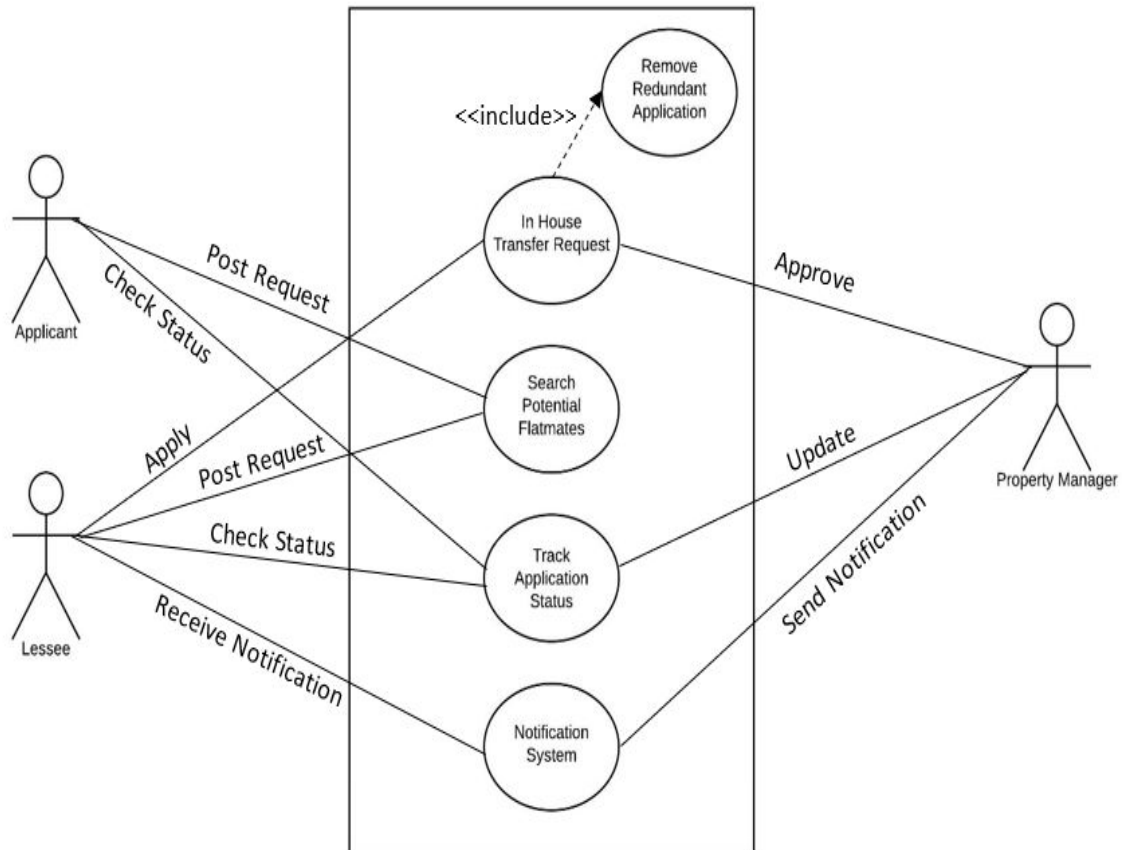 Remove
Redundant
Application
<<include>>
In House
Transfer Request
Post Request
Approve
Check Status
Applicant
Search
Potential
Flatmates
Apply
Post Request
Update
Property Manager
Check Status
Track
Application
Status
Send Notification
Lessee
Receive Notification
Notification
System